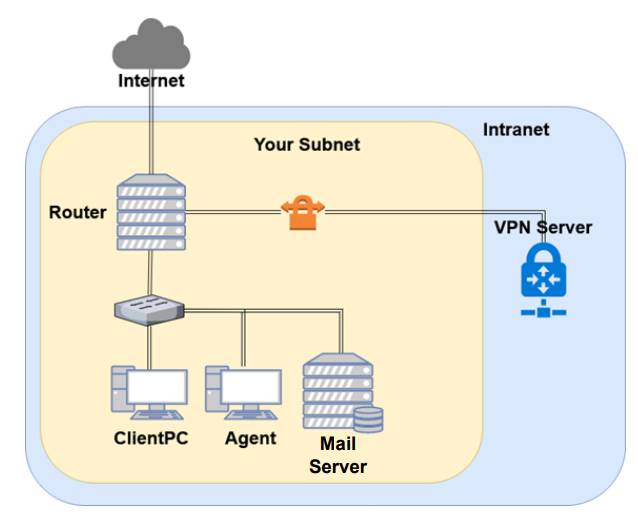 Internet
Intranet
Your Subnet
Router
VPN Server
ClientPC
Agent
Mail
Server